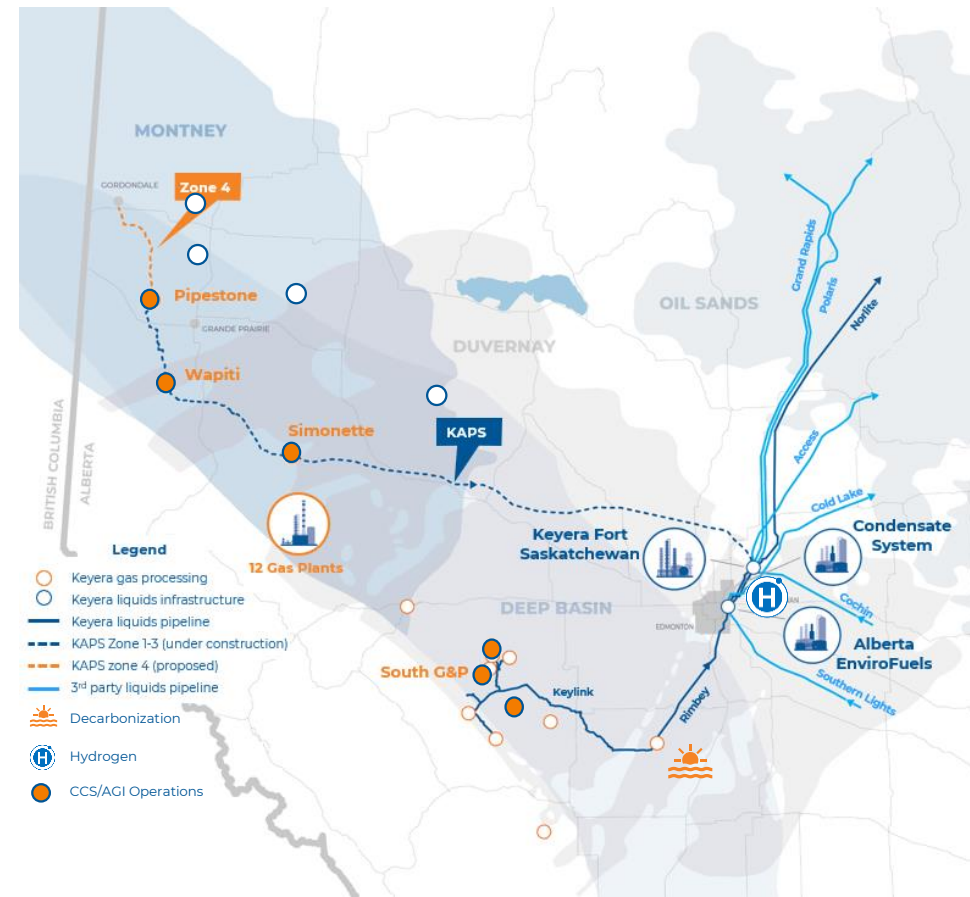 MONTNEY
GORDONDALE
Zone 4
Pipestone
GRANDE PRAIRIE
Wapiti
Simonette
DUVERNAY
OIL SANDS
KAPS
BRITISH COLUMBIA
ALBERTA
Grand Rapids
Polaris
Norlite
Access
Cold Lake
Keyera Fort
Saskatchewan
Condensate
System
12 Gas Plants
DEEP BASIN
EDMONTON
H
Cochin
Alberta
EnviroFuels
Southern Lights
South G&P
Keylink
Rimbey
Legend
Keyera gas processing
Keyera liquids infrastructure
Keyera liquids pipeline
KAPS Zone 1-3 (under construction)
KAPS zone 4 (proposed)
3rd party liquids pipeline
Decarbonization
H
Hydrogen
CCS/AGI Operations